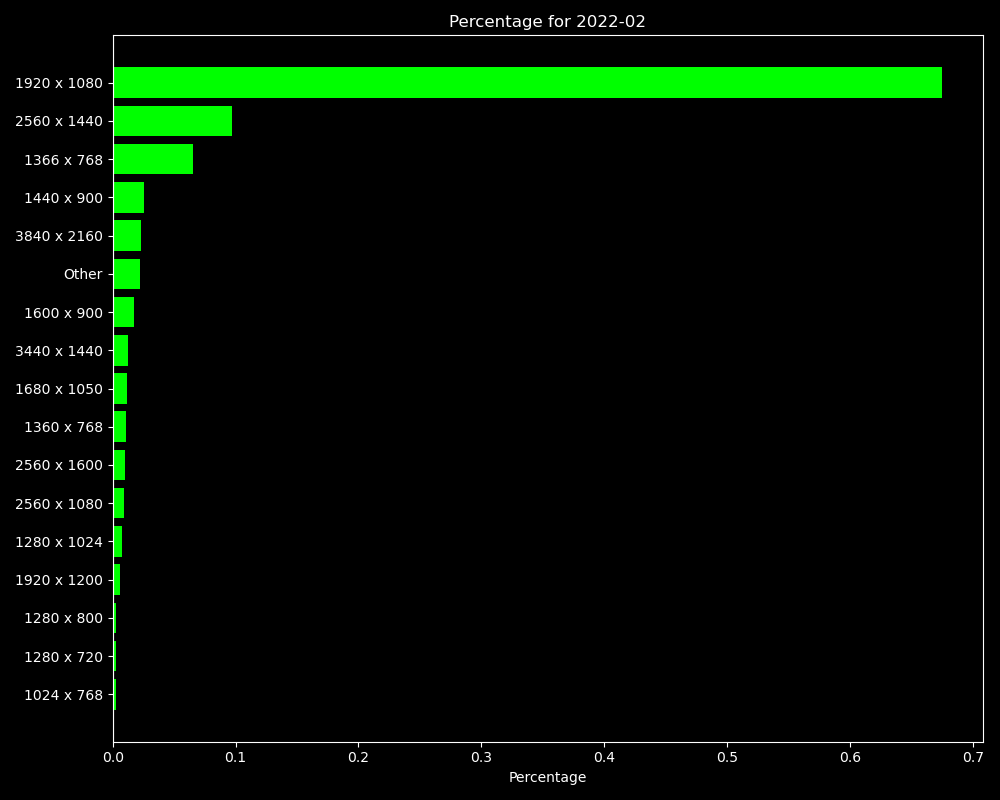 Percentage for 2022-02
1920 x 1080
2560 x 1440
1366 x 768
1440 x 900
3840 x 2160
Other
1600 x 900
3440 x 1440
1680 x 1050
1360 x 768
2560 x 1600
2560 x 1080
1280 x 1024
1920 x 1200
1280 x 800
1280 x 720
1024 x 768
0.0 0.1 0.2 0.3 0.4 0.5 0.6 0.7
Percentage